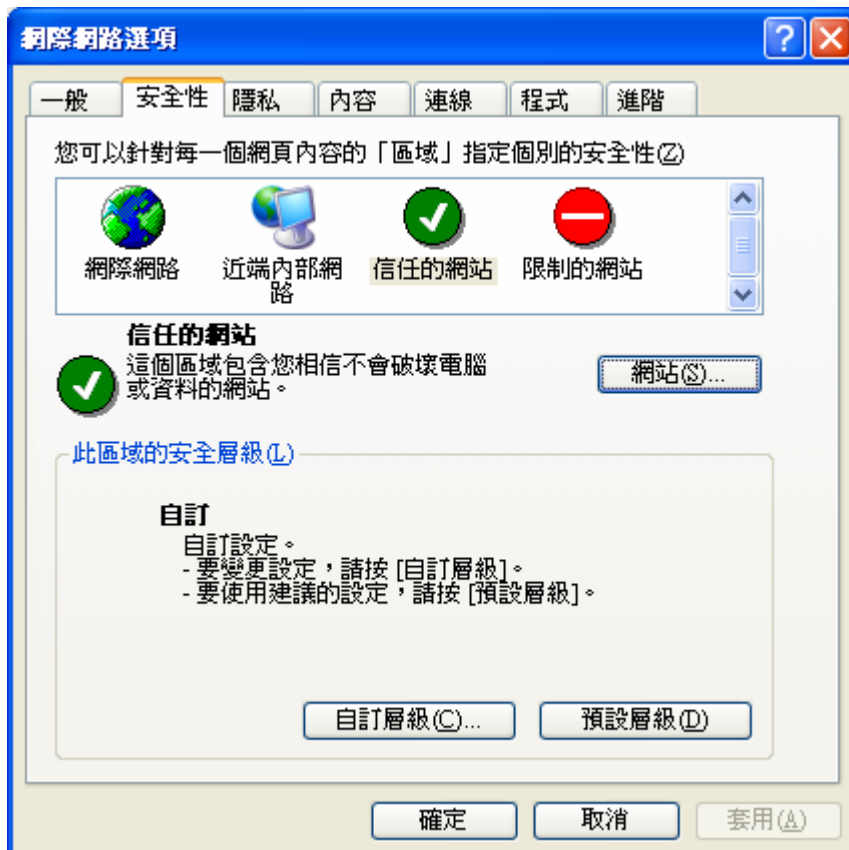 網際網路選項
一般 安全性 隱私 內容 連線 程式 進階
您可以針對每一個網頁內容的「區域」指定個別的安全性(Z)
網際網路 近端內部網路 信任的網站 限制的網站
信任的網站
這個區域包含您相信不會破壞電腦
或資料的網站。
網站(S)...
此區域的安全層級(L)
自訂
自訂設定。
- 要變更設定，請按 [自訂層級]。
- 要使用建議的設定，請按 [預設層級]。
自訂層級(C)... 預設層級(D)
確定 取消 套用(A)